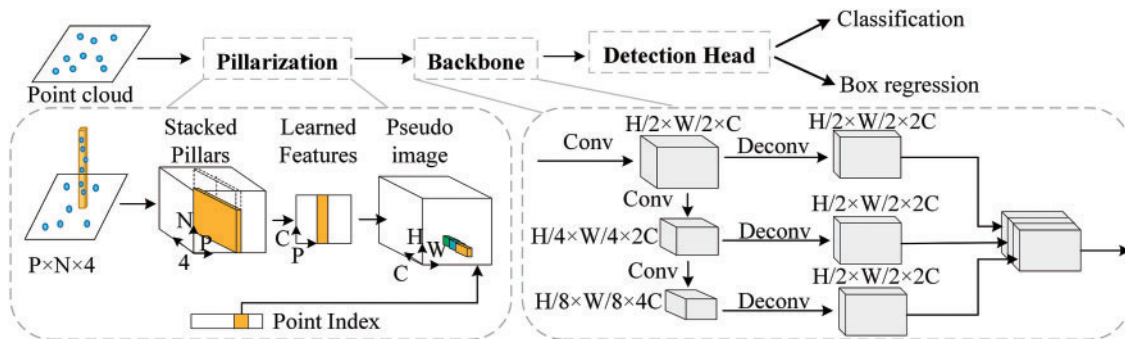 Classification
Pillarization
Backbone
Detection Head
Point cloud
Box regression
Stacked
Pillars
Learned
Features
Pseudo
image
P×N×4
N
P
4
C
P
H
W
C
Point Index
Conv
H/2×W/2×C
Deconv
H/2×W/2×2C
Conv
H/4×W/4×2C
Deconv
H/2×W/2×2C
Conv
H/8×W/8×4C
Deconv
H/2×W/2×2C